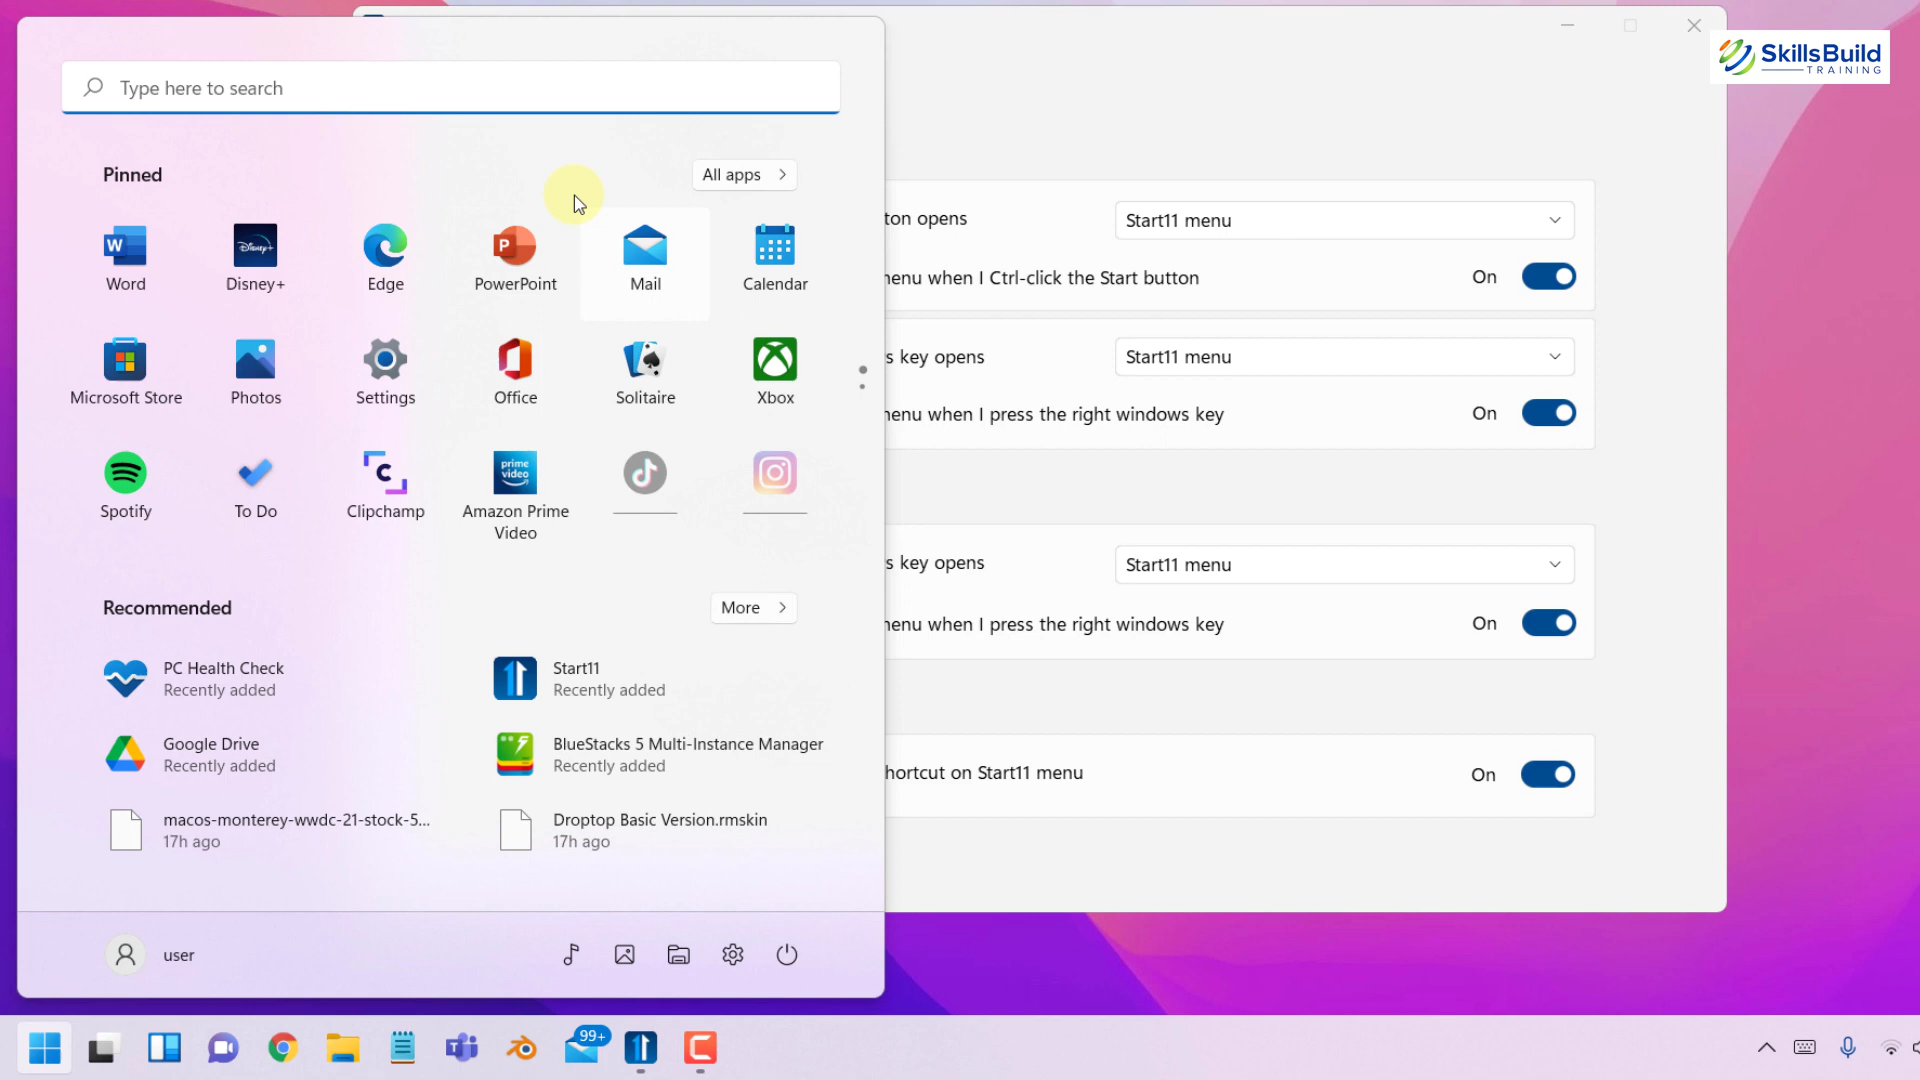 Type here to search
SkillsBuild
TRAINING
Pinned
All apps
Word
Disney+
Edge
PowerPoint
Mail
Calendar
Microsoft Store
Photos
Settings
Office
Solitaire
Xbox
Spotify
To Do
Clipchamp
prime video
Amazon Prime
Video
Recommended
More
PC Health Check
Recently added
Start11
Recently added
Google Drive
Recently added
BlueStacks 5 Multi-Instance Manager
Recently added
macos-monterey-wwdc-21-stock-5...
17h ago
Droptop Basic Version.rmskin
17h ago
user
ton opens
Start11 menu
enu when I Ctrl-click the Start button
On
s key opens
Start11 menu
enu when I press the right windows key
On
s key opens
Start11 menu
enu when I press the right windows key
On
hortcut on Start11 menu
On
99+